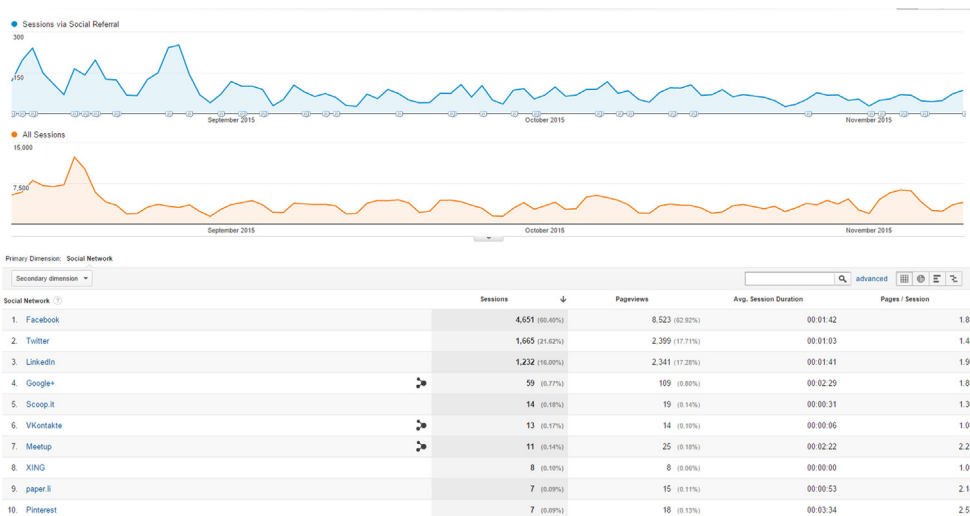 Sessions via Social Referral
300
150
September 2015 October 2015 November 2015
All Sessions
15,000
7,500
September 2015 October 2015 November 2015
Primary Dimension: Social Network
Secondary dimension advanced
Social Network ? Sessions Pageviews Avg. Session Duration Pages / Session
1. Facebook 4,651 (60.40%) 8,523 (62.92%) 00:01:42 1.8
2. Twitter 1,665 (21.62%) 2,399 (17.71%) 00:01:03 1.4
3. LinkedIn 1,232 (16.00%) 2,341 (17.28%) 00:01:41 1.9
4. Google+ 59 (0.77%) 109 (0.80%) 00:02:29 1.8
5. Scoop.it 14 (0.18%) 19 (0.14%) 00:00:31 1.3
6. VKontakte 13 (0.17%) 14 (0.10%) 00:00:06 1.0
7. Meetup 11 (0.14%) 25 (0.18%) 00:02:22 2.2
8. XING 8 (0.10%) 8 (0.06%) 00:00:00 1.0
9. paper.li 7 (0.09%) 15 (0.11%) 00:00:53 2.1
10. Pinterest 7 (0.09%) 18 (0.13%) 00:03:34 2.5